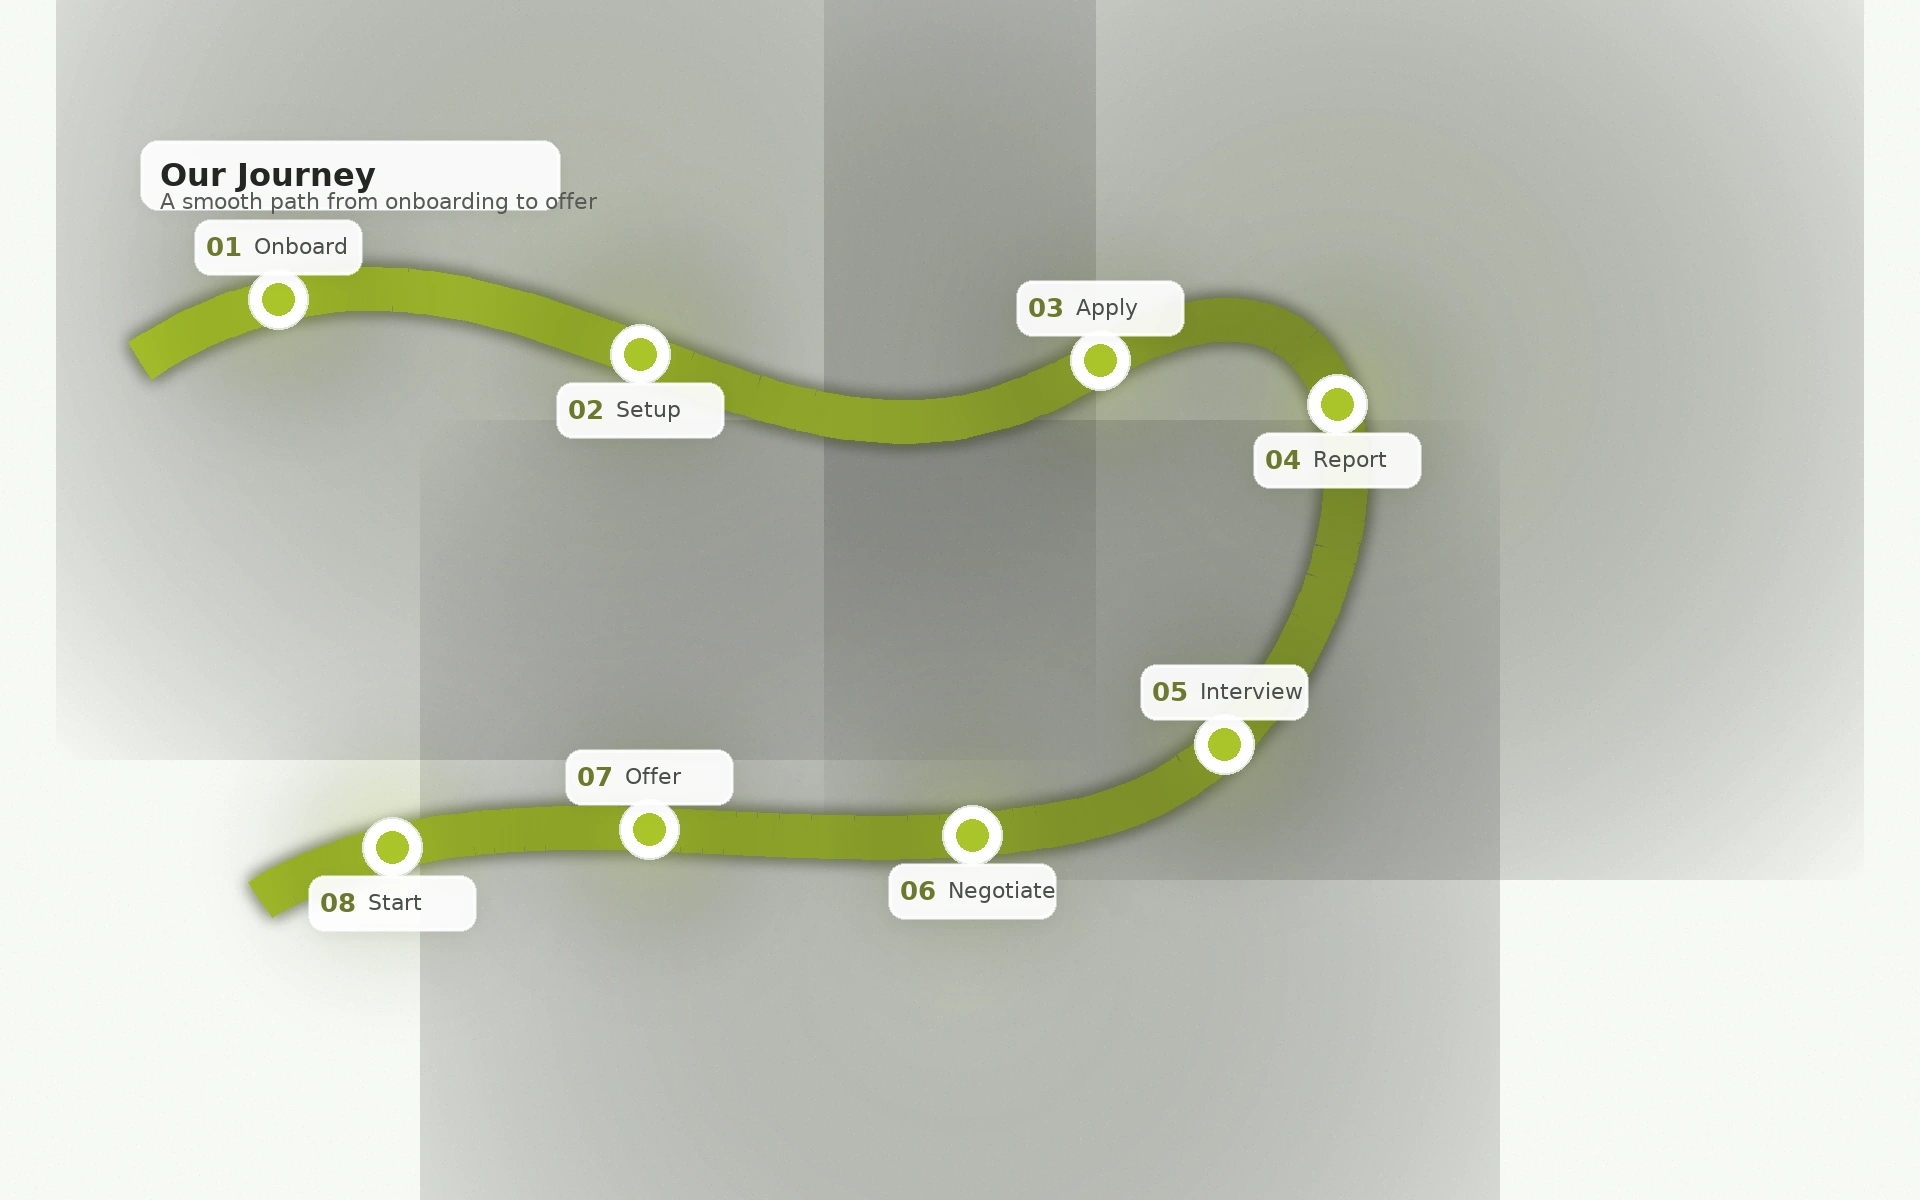 Our Journey
A smooth path from onboarding to offer
01 Onboard
02 Setup
03 Apply
04 Report
05 Interview
06 Negotiate
07 Offer
08 Start